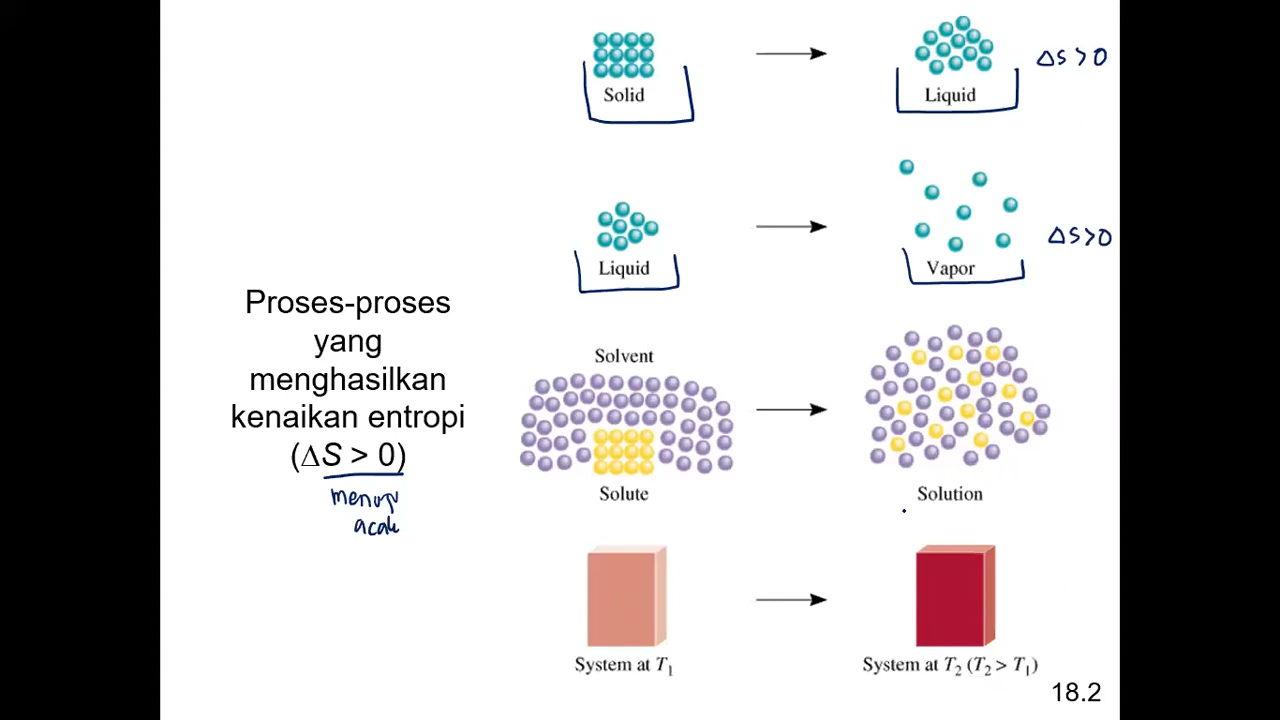 Solid
Liquid
ΔS>0
Liquid
Vapor
ΔS>0
Proses-proses
yang
menghasilkan
kenaikan entropi
(ΔS > 0)
acak
Solvent
Solute
Solution
System at T₁
System at T₂ (T₂ > T₁)
18.2